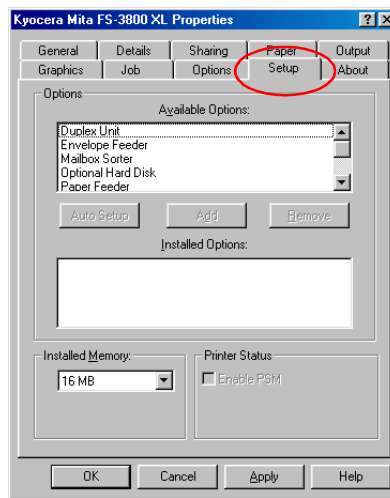 Kyocera Mita FS-3800 XL Properties
General Details Sharing Paper Output
Graphics Job Options Setup About
Options
Available Options:
Duplex Unit
Envelope Feeder
Mailbox Sorter
Optional Hard Disk
Paper Feeder
Auto Setup Add Remove
Installed Options:
Installed Memory: Printer Status
16 MB Enable PSM
OK Cancel Apply Help